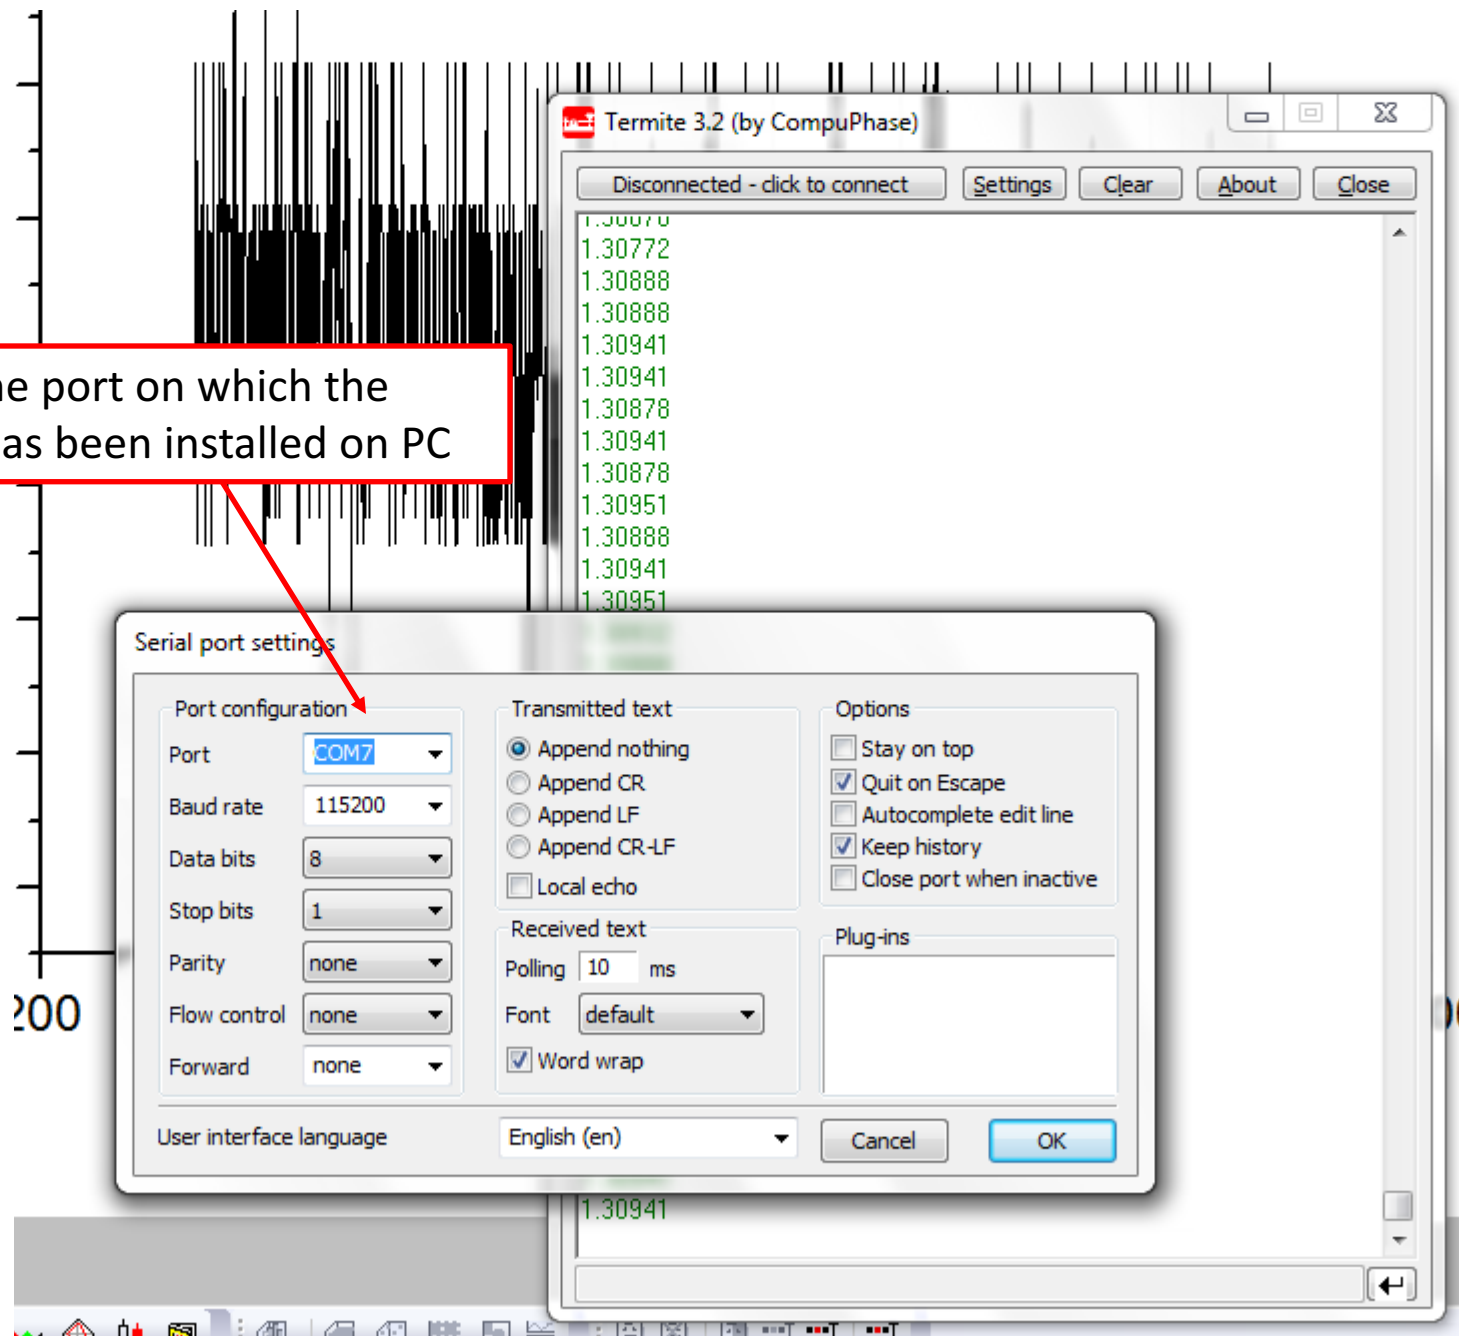 Termite 3.2 (by CompuPhase)
Disconnected - click to connect Settings Clear About Close
1.30772
1.30888
1.30888
1.30941
1.30941
1.30878
1.30941
1.30878
1.30951
1.30888
1.30941
1.30951
port on which the
been installed on PC
Serial port settings
Port configuration
Port COM7
Baud rate 115200
Data bits 8
Stop bits 1
Parity none
Flow control none
Forward none
Transmitted text
Append nothing
Append CR
Append LF
Append CR-LF
Local echo
Received text
Polling 10 ms
Font default
Word wrap
Options
Stay on top
Quit on Escape
Autocomplete edit line
Keep history
Close port when inactive
Plug-ins
User interface language English (en) Cancel OK
1.30941
200